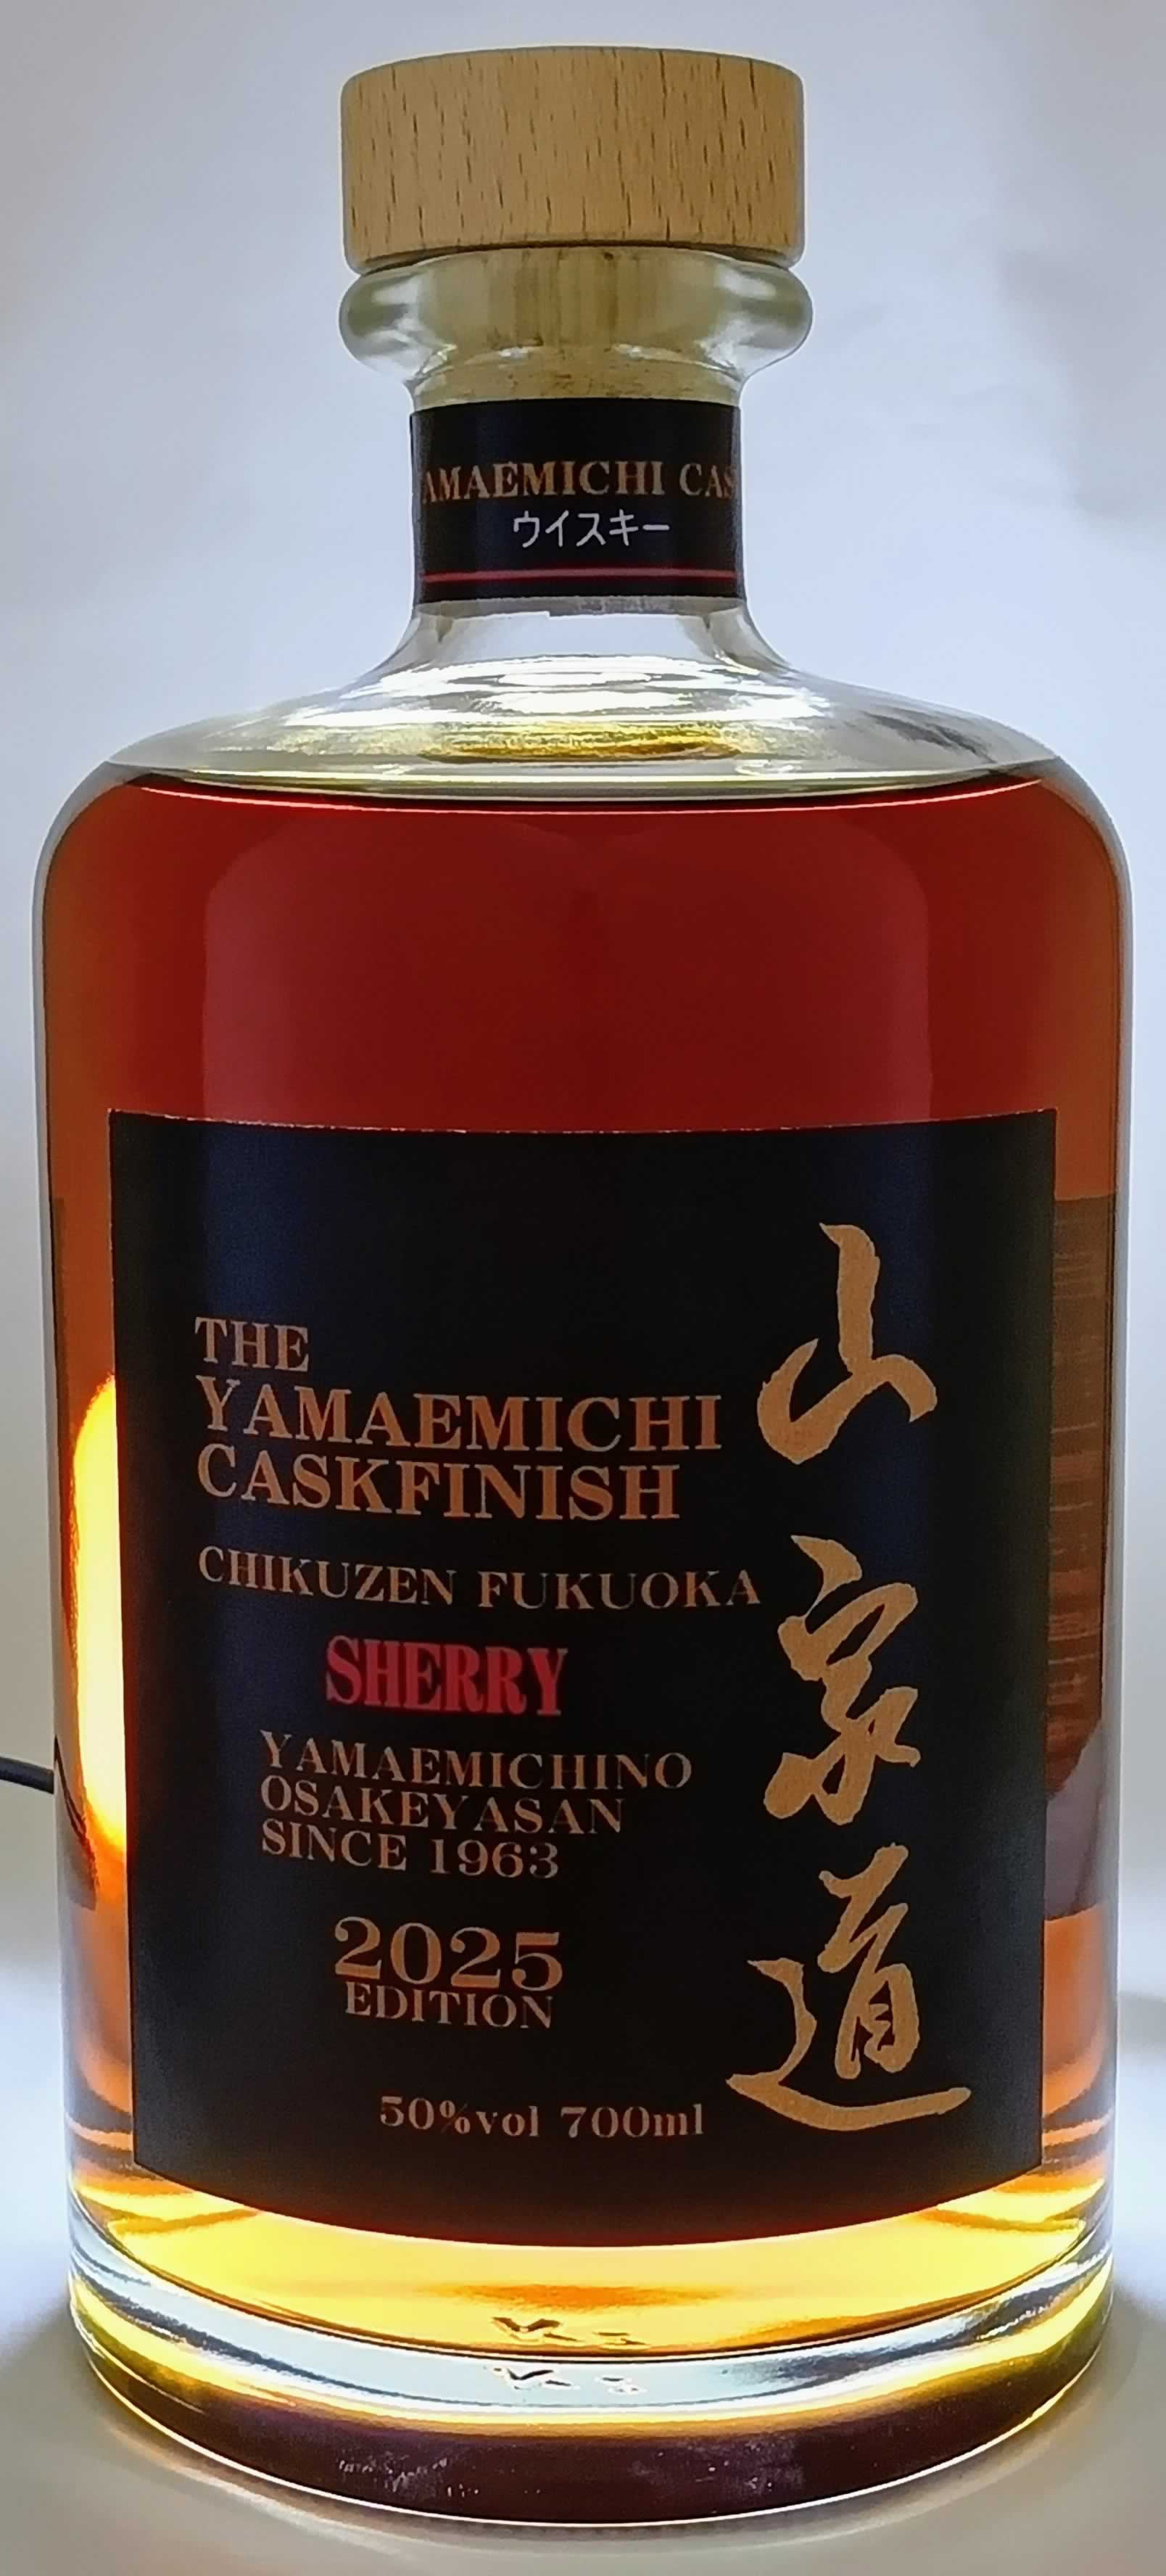 AMAEMICHI CAS
ウイスキー
THE
YAMAEMICHI
CASKFINISH
CHIKUZEN FUKUOKA
SHERRY
YAMAEMICHINO
OSAKEYASAN
SINCE 1963
2025
EDITION
50%vol 700ml
山家道